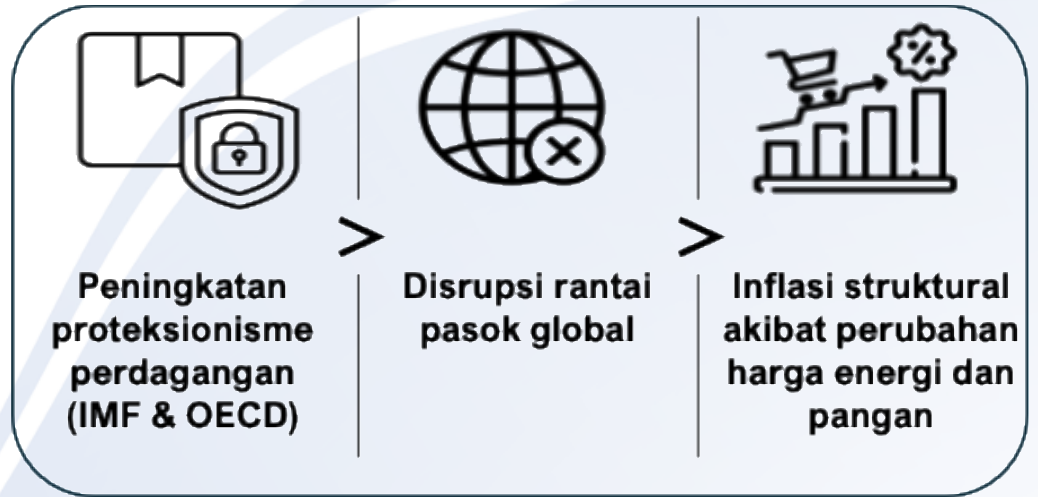 Peningkatan
proteksionisme
perdagangan
(IMF & OECD)
>
Disrupsi rantai
pasok global
>
%
Inflasi struktural
akibat perubahan
harga energi dan
pangan